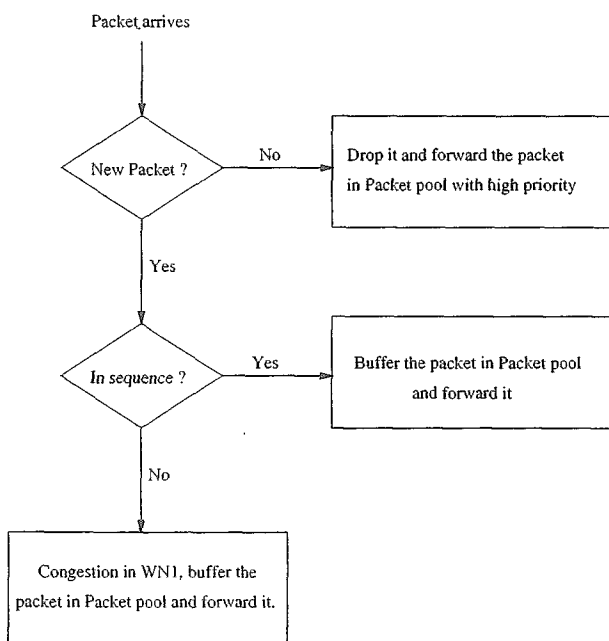 Packet arrives
New Packet ?
No
Drop it and forward the packet
in Packet pool with high priority
Yes
In sequence ?
Yes
Buffer the packet in Packet pool
and forward it
No
Congestion in WN1, buffer the
packet in Packet pool and forward it.